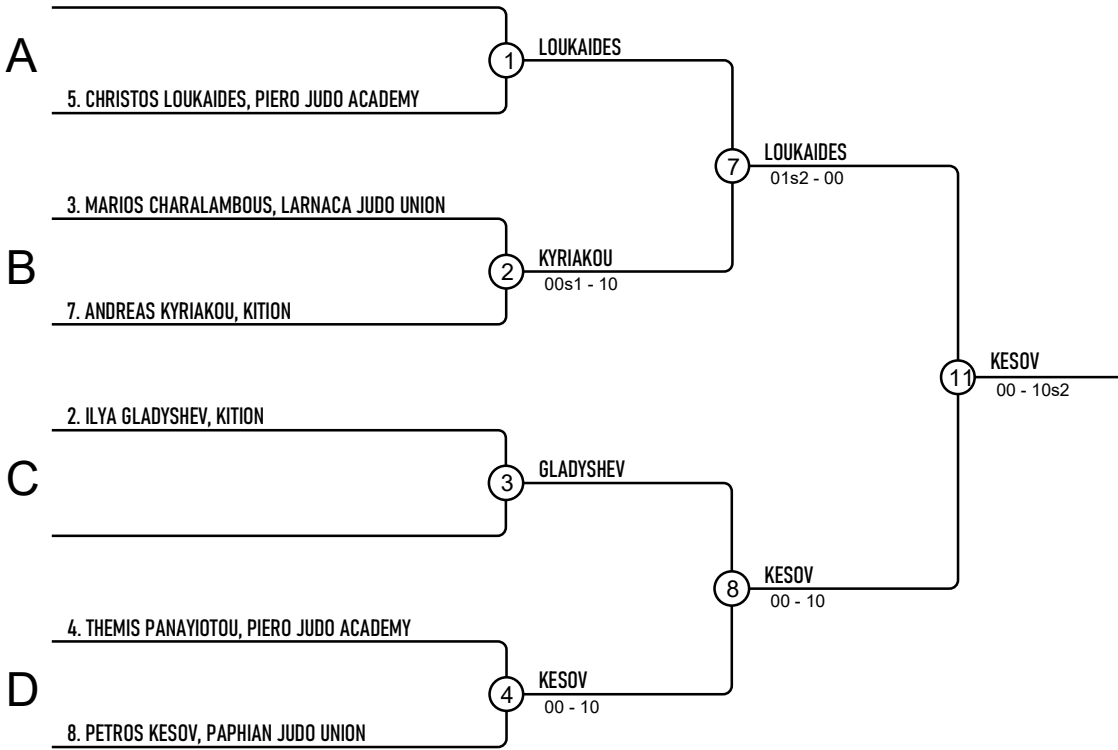 A
1
LOUKAIDES
5. CHRISTOS LOUKAIDES, PIERO JUDO ACADEMY
7
LOUKAIDES
01s2 - 00
3. MARIOS CHARALAMBOUS, LARNACA JUDO UNION
B
2
KYRIAKOU
00s1 - 10
7. ANDREAS KYRIAKOU, KITION
11
KESOV
00 - 10s2
2. ILYA GLADYSHEV, KITION
C
3
GLADYSHEV
8
KESOV
00 - 10
4. THEMIS PANAYIOTOU, PIERO JUDO ACADEMY
D
4
KESOV
00 - 10
8. PETROS KESOV, PAPHIAN JUDO UNION